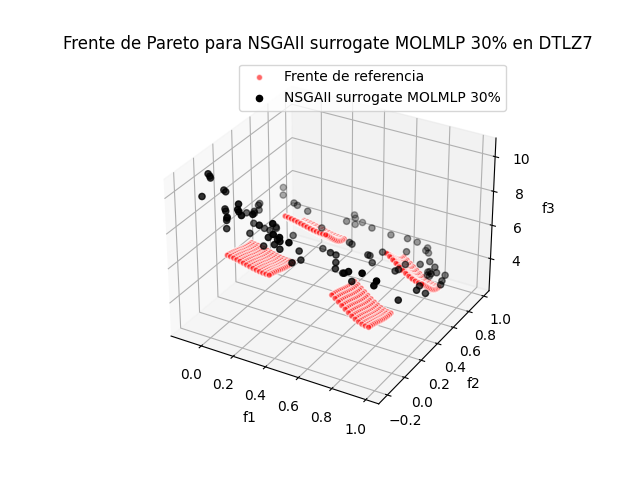 Frente de Pareto para NSGAII surrogate MOLMLP 30% en DTLZ7
Frente de referencia
NSGAII surrogate MOLMLP 30%
10
8
6
4
f3
1.0
0.8
0.6
0.4
0.2
0.0
−0.2
f2
0.0
0.2
0.4
0.6
0.8
1.0
f1